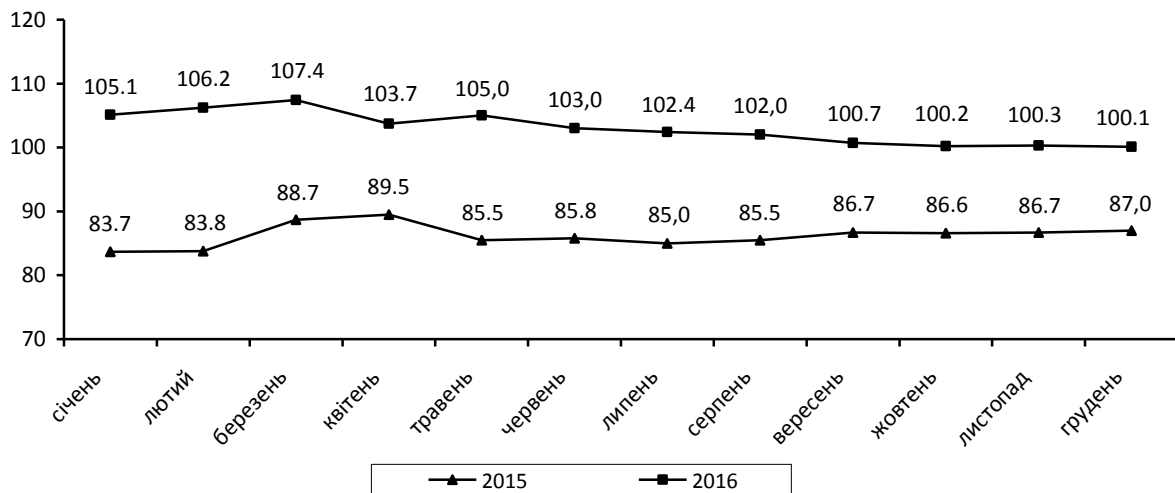 120
110
100
90
80
70
105.1 106.2 107.4 103.7 105,0 103,0 102.4 102,0 100.7 100.2 100.3 100.1
83.7 83.8 88.7 89.5 85.5 85.8 85,0 85.5 86.7 86.6 86.7 87,0
січень лютий березень квітень травень червень липень серпень вересень жовтень листопад грудень
2015 2016